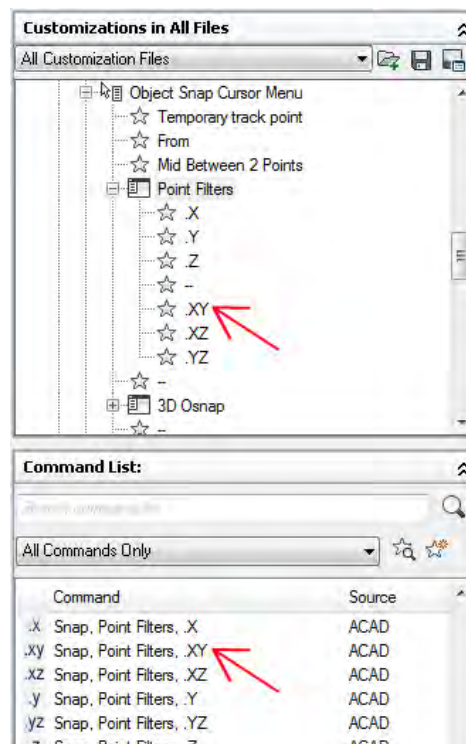 Customizations in All Files
All Customization Files
Object Snap Cursor Menu
Temporary track point
From
Mid Between 2 Points
Point Filters
.X
.Y
.Z
--
.XY
.XZ
.YZ
--
3D Osnap
--
Command List:
All Commands Only
Command Source
.X Snap, Point Filters, .X ACAD
.XY Snap, Point Filters, .XY ACAD
.XZ Snap, Point Filters, .XZ ACAD
.y Snap, Point Filters, .Y ACAD
.yz Snap, Point Filters, .YZ ACAD